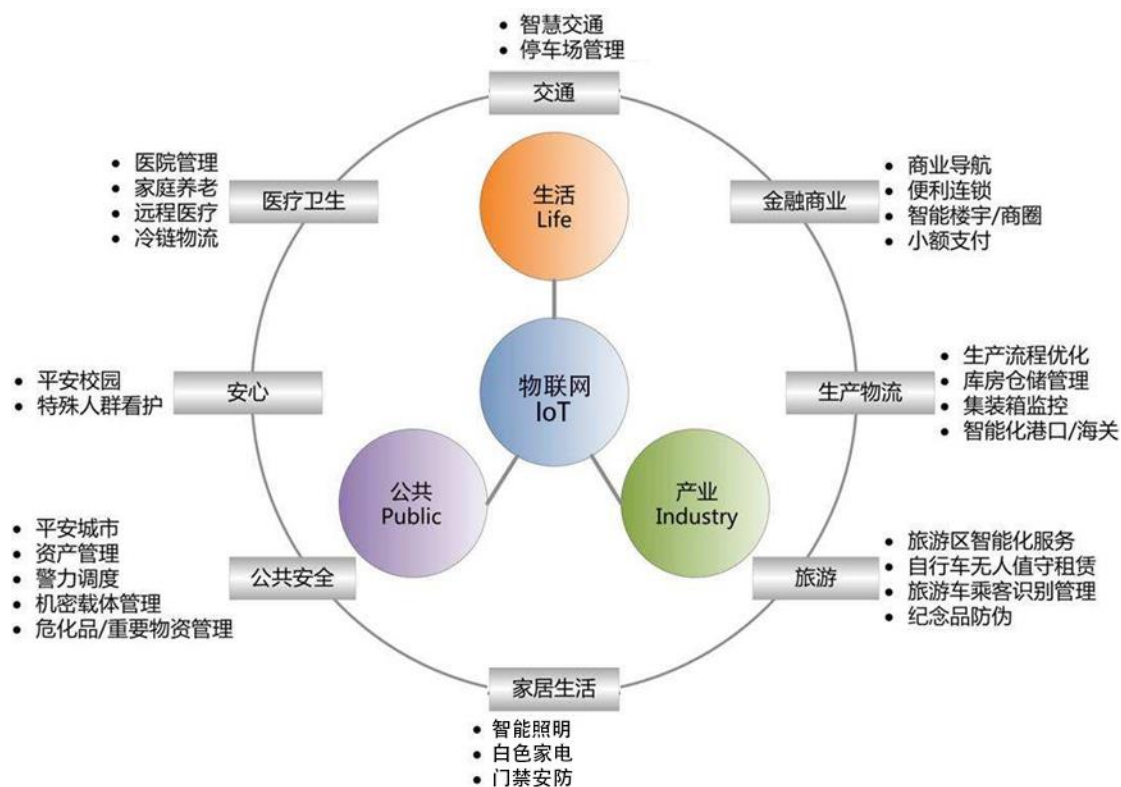 • 智慧交通
• 停车场管理
交通
• 医院管理
• 家庭养老
• 远程医疗
• 冷链物流
医疗卫生
生活
Life
金融商业
• 商业导航
• 便利连锁
• 智能楼宇/商圈
• 小额支付
• 平安校园
• 特殊人群看护
安心
物联网
IoT
生产物流
• 生产流程优化
• 库房仓储管理
• 集装箱监控
• 智能化港口/海关
公共
Public
产业
Industry
• 平安城市
• 资产管理
• 警力调度
• 机密载体管理
• 危化品/重要物资管理
公共安全
旅游
• 旅游区智能化服务
• 自行车无人值守租赁
• 旅游车乘客识别管理
• 纪念品防伪
家居生活
• 智能照明
• 白色家电
• 门禁安防